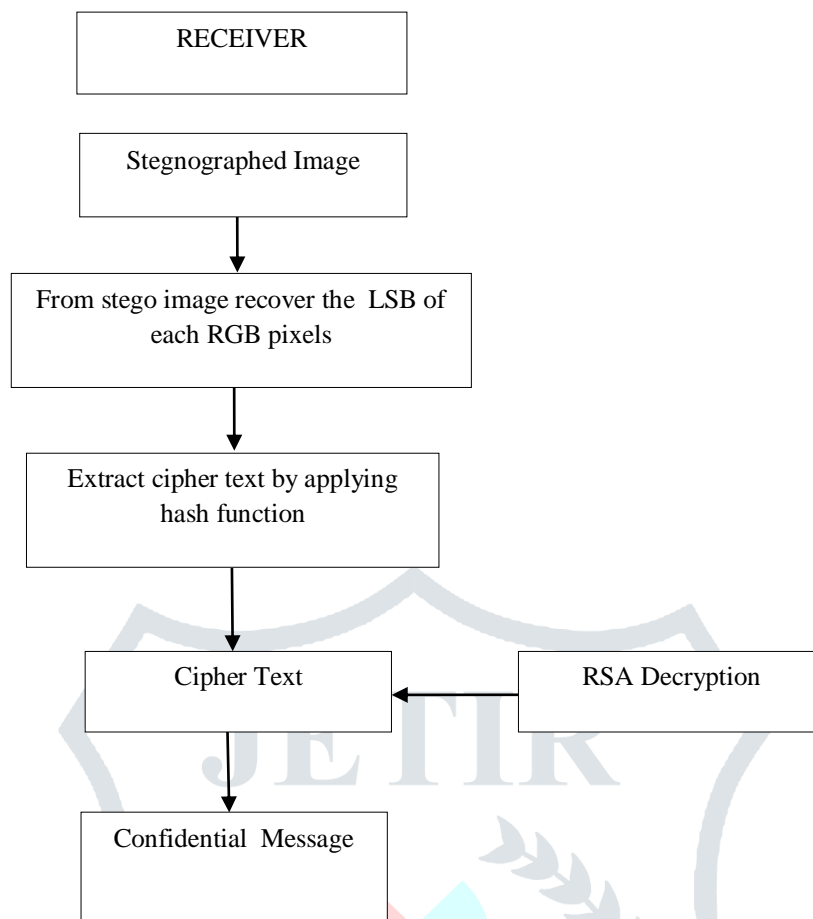 RECEIVER
Stegnographed Image
From stego image recover the LSB of
each RGB pixels
Extract cipher text by applying
hash function
Cipher Text
RSA Decryption
JETIR
Confidential Message